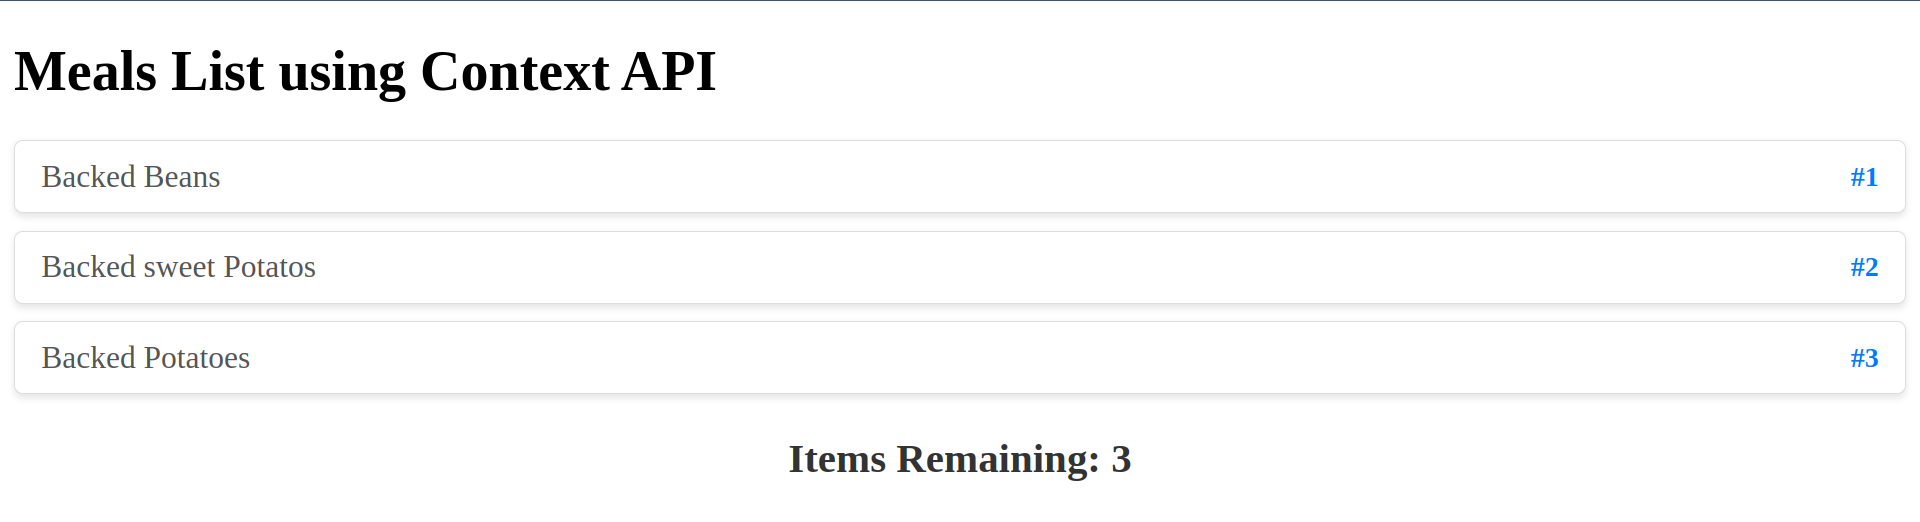 Meals List using Context API
Backed Beans #1
Backed sweet Potatos #2
Backed Potatoes #3
Items Remaining: 3